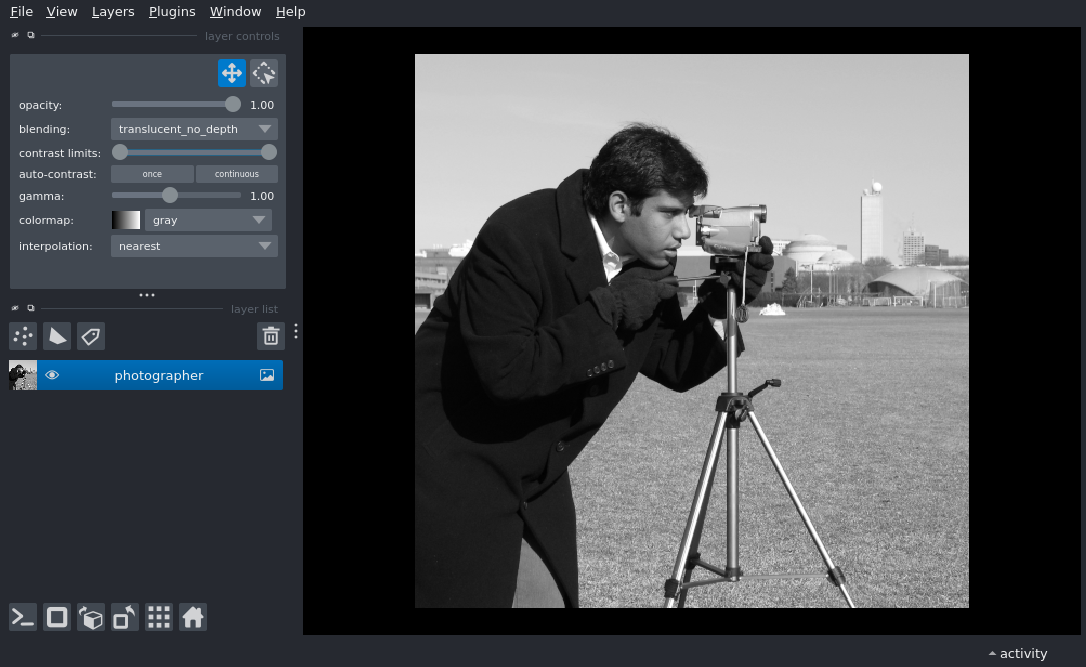 File View Layers Plugins Window Help
layer controls
opacity: 1.00
blending: translucent_no_depth
contrast limits:
auto-contrast: once continuous
gamma: 1.00
colormap: gray
interpolation: nearest
layer list
photographer
activity